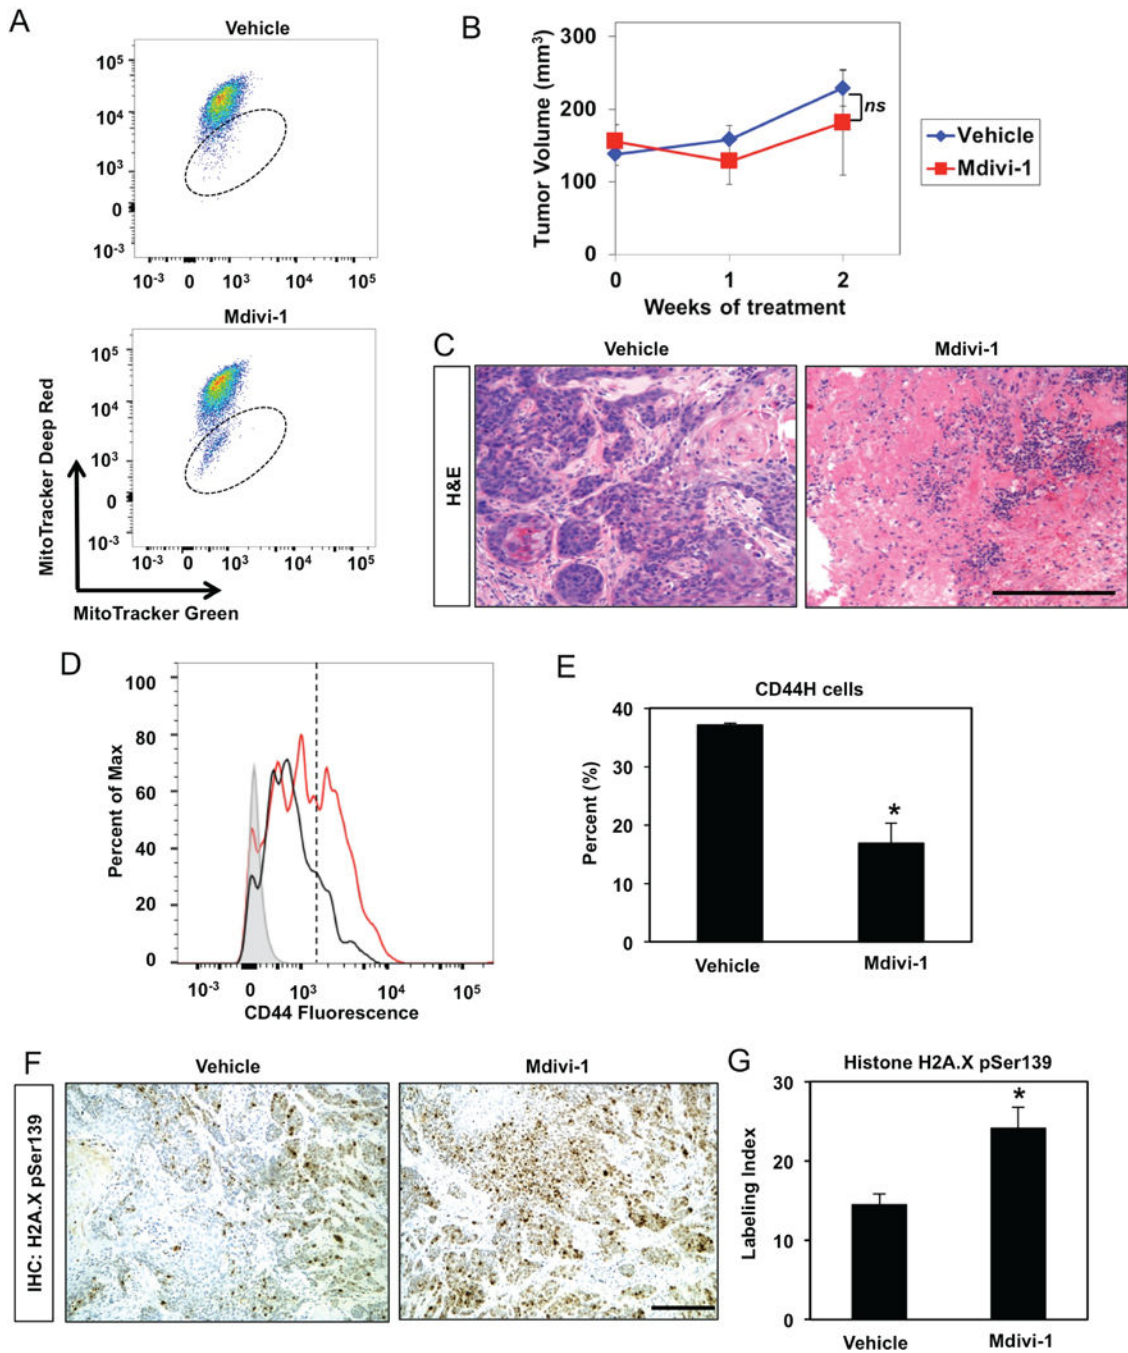 A
Vehicle
10⁵
10⁴
10³
0
10⁻³
10⁻³ 0 10³ 10⁴ 10⁵
Mdivi-1
10⁵
10⁴
10³
0
10⁻³
10⁻³ 0 10³ 10⁴ 10⁵
MitoTracker Deep Red
MitoTracker Green
B
Tumor Volume (mm³)
300
200
100
0
ns
0 1 2
Weeks of treatment
Vehicle
Mdivi-1
C
Vehicle Mdivi-1
H&E
D
Percent of Max
100
80
60
40
20
0
10⁻³ 0 10³ 10⁴ 10⁵
CD44 Fluorescence
E
CD44H cells
Percent (%)
40
30
20
10
0
*
Vehicle Mdivi-1
F
Vehicle Mdivi-1
IHC: H2A.X pSer139
G
Histone H2A.X pSer139
Labeling Index
30
20
10
0
*
Vehicle Mdivi-1